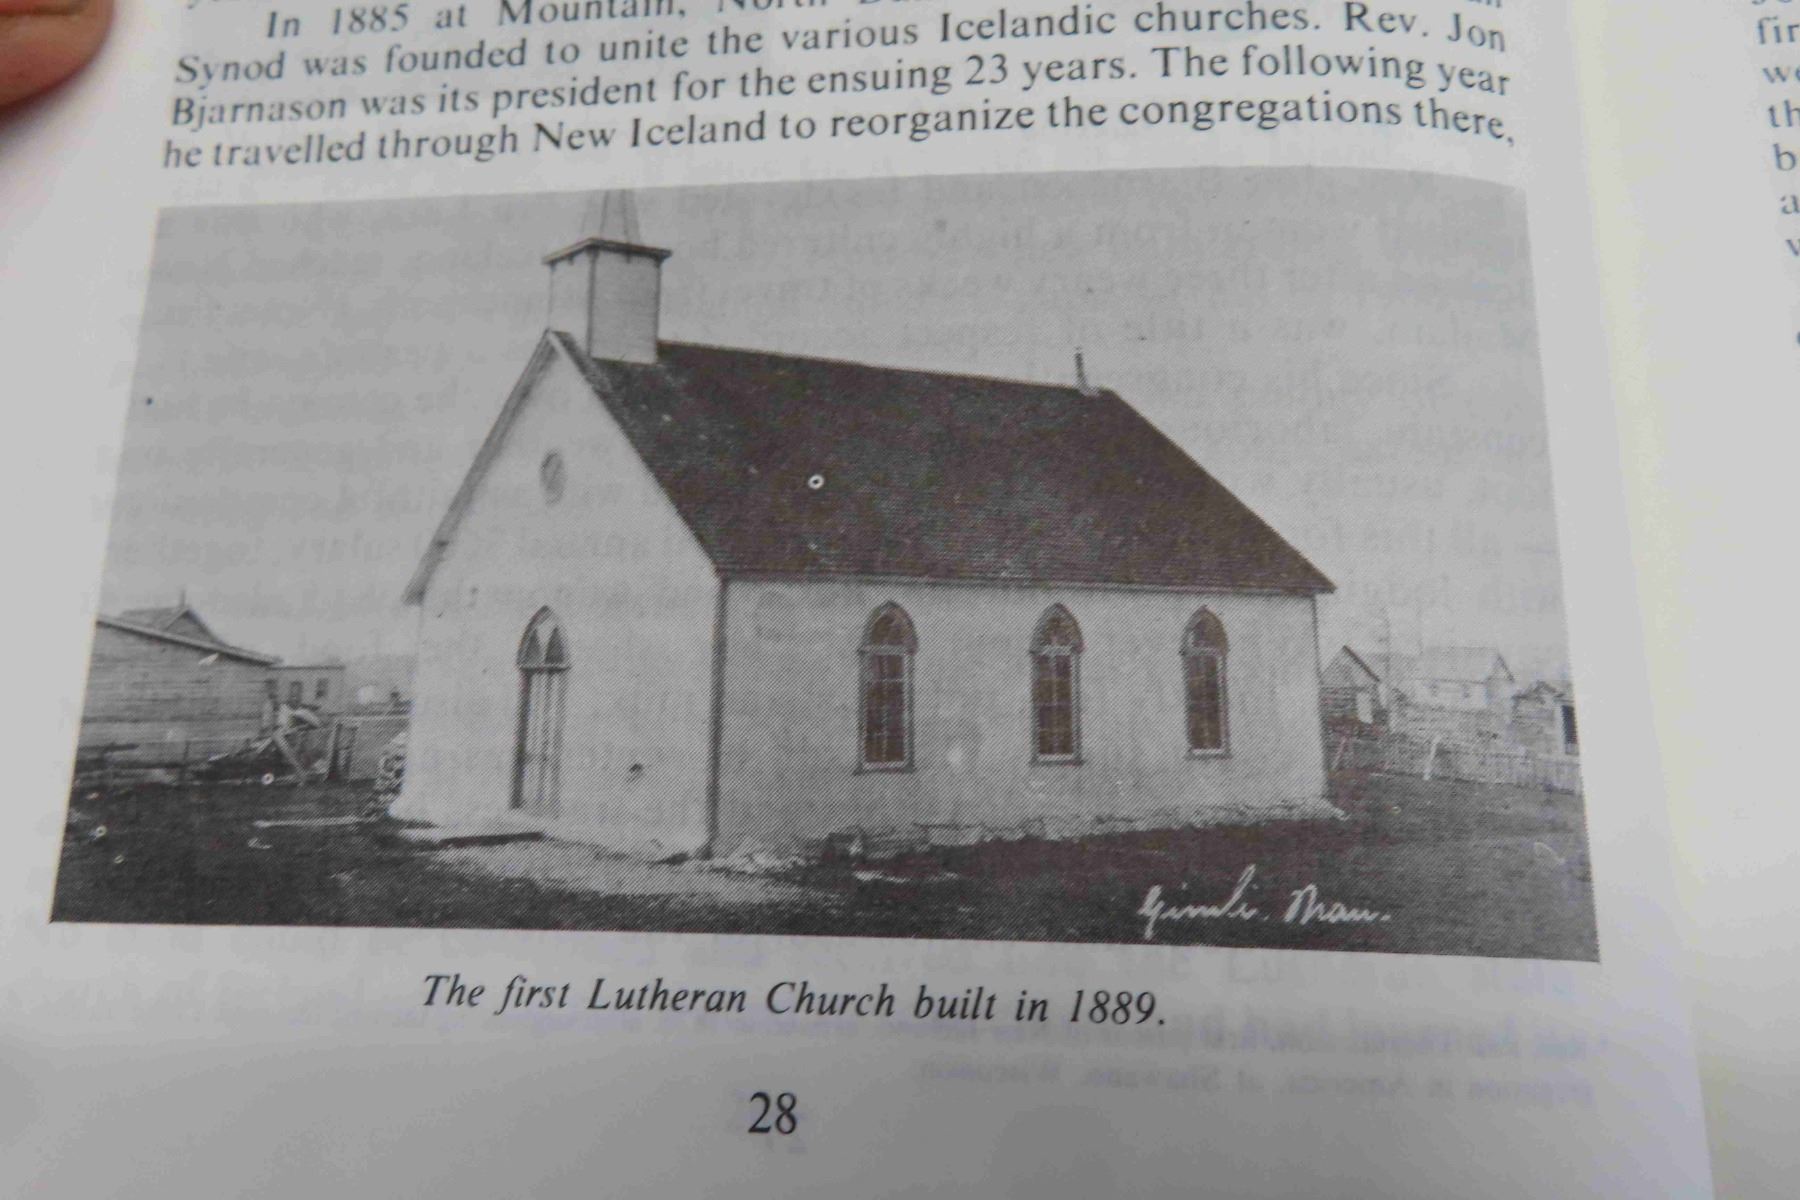 In 1885 at Mountain, North
Synod was founded to unite the various Icelandic churches. Rev. Jon
Bjarnason was its president for the ensuing 23 years. The following year
he travelled through New Iceland to reorganize the congregations there,
Gimli. Man.
The first Lutheran Church built in 1889.
28